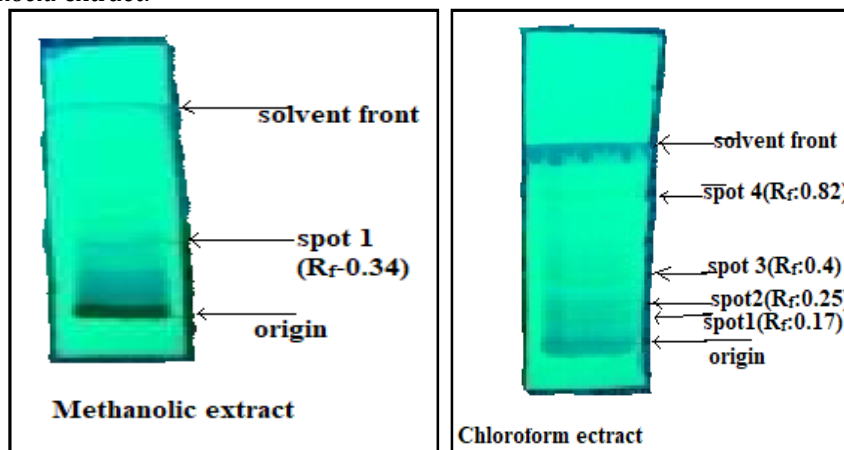 solvent front
spot 1
(Rf-0.34)
origin
Methanolic extract
solvent front
spot 4(Rf:0.82)
spot 3(Rf:0.4)
spot2(Rf:0.25)
spot1(Rf:0.17)
origin
Chloroform ectract